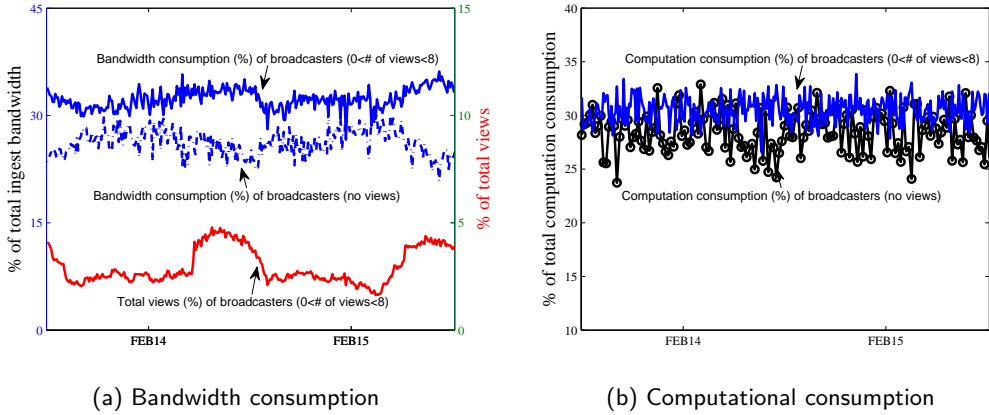 45
30
15
0
% of total ingest bandwidth
Bandwidth consumption (%) of broadcasters (0<# of views<8)
Bandwidth consumption (%) of broadcasters (no views)
Total views (%) of broadcasters (0<# of views<8)
FEB14
FEB15
15
10
5
0
% of total views
(a) Bandwidth consumption
40
35
30
25
20
15
10
% of total computation consumption
Computation consumption (%) of broadcasters (0<# of views<8)
Computation consumption (%) of broadcasters (no views)
FEB14
FEB15
(b) Computational consumption